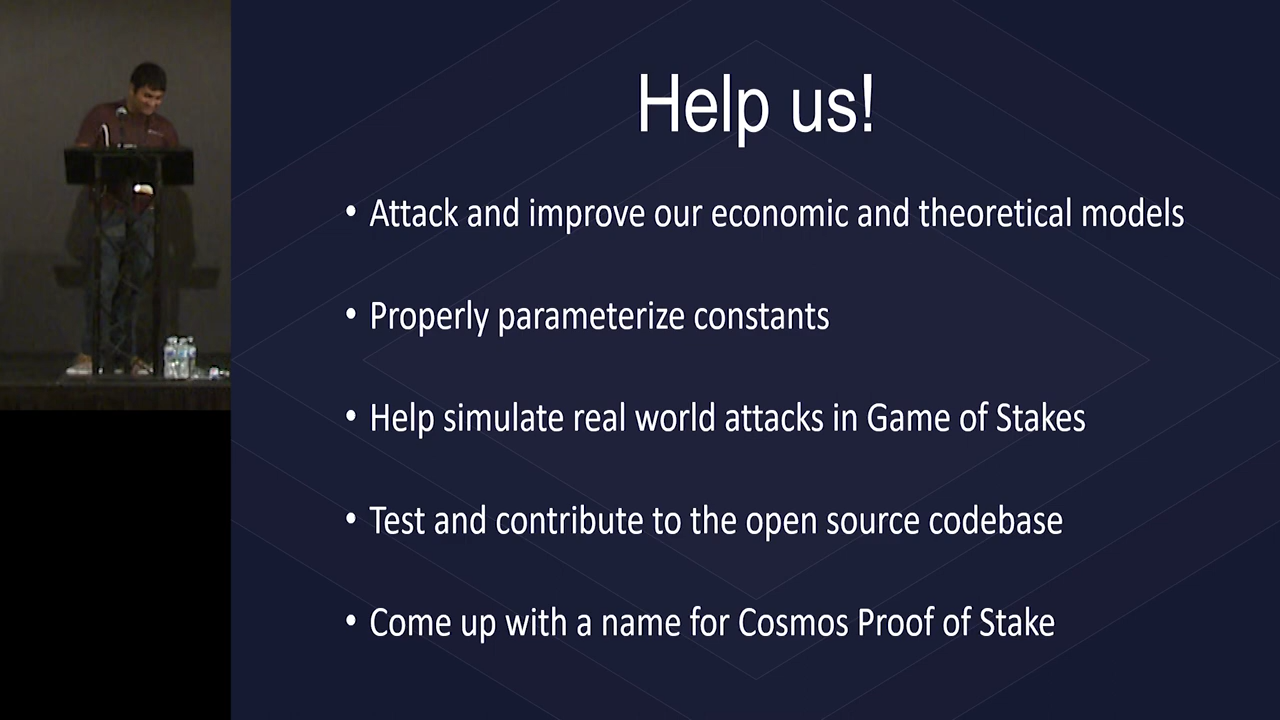 Help us!
• Attack and improve our economic and theoretical models
• Properly parameterize constants
• Help simulate real world attacks in Game of Stakes
• Test and contribute to the open source codebase
• Come up with a name for Cosmos Proof of Stake